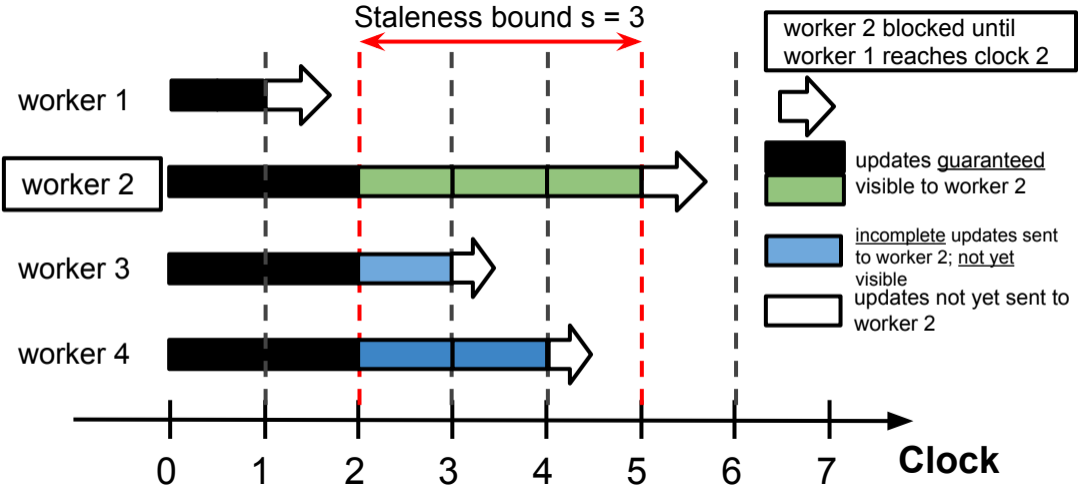 Staleness bound s = 3
worker 2 blocked until
worker 1 reaches clock 2
worker 1
worker 2
worker 3
worker 4
updates guaranteed
visible to worker 2
incomplete updates sent
to worker 2; not yet
visible
updates not yet sent to
worker 2
0 1 2 3 4 5 6 7 Clock